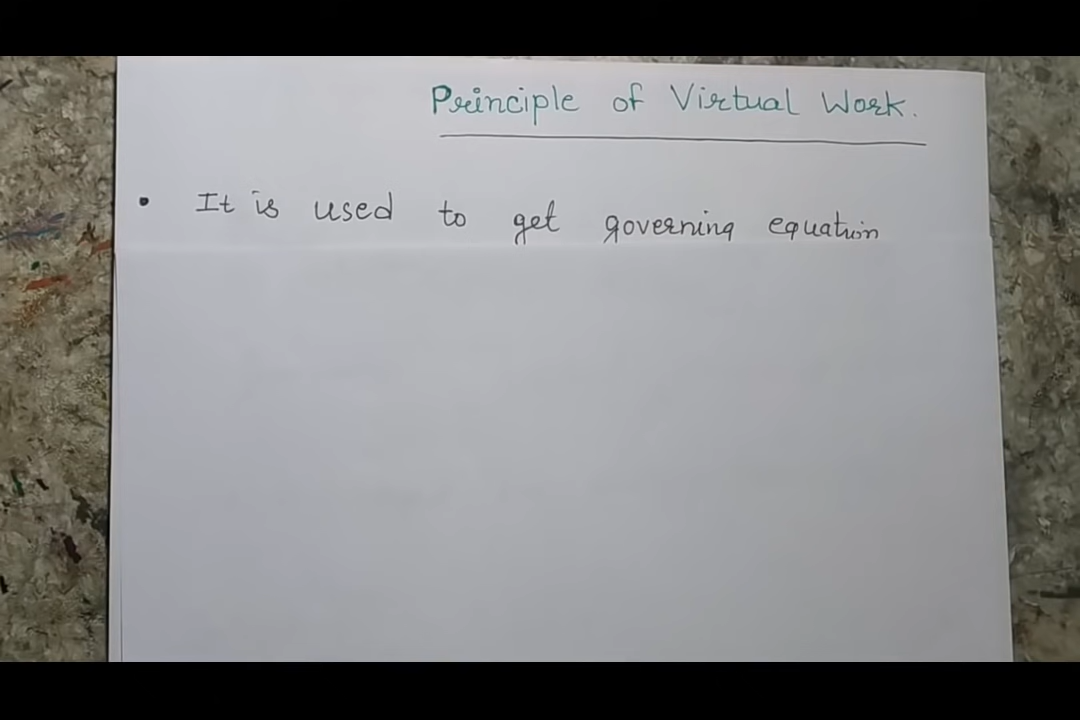 Principle of Virtual Work.
• It is used to get governing equation